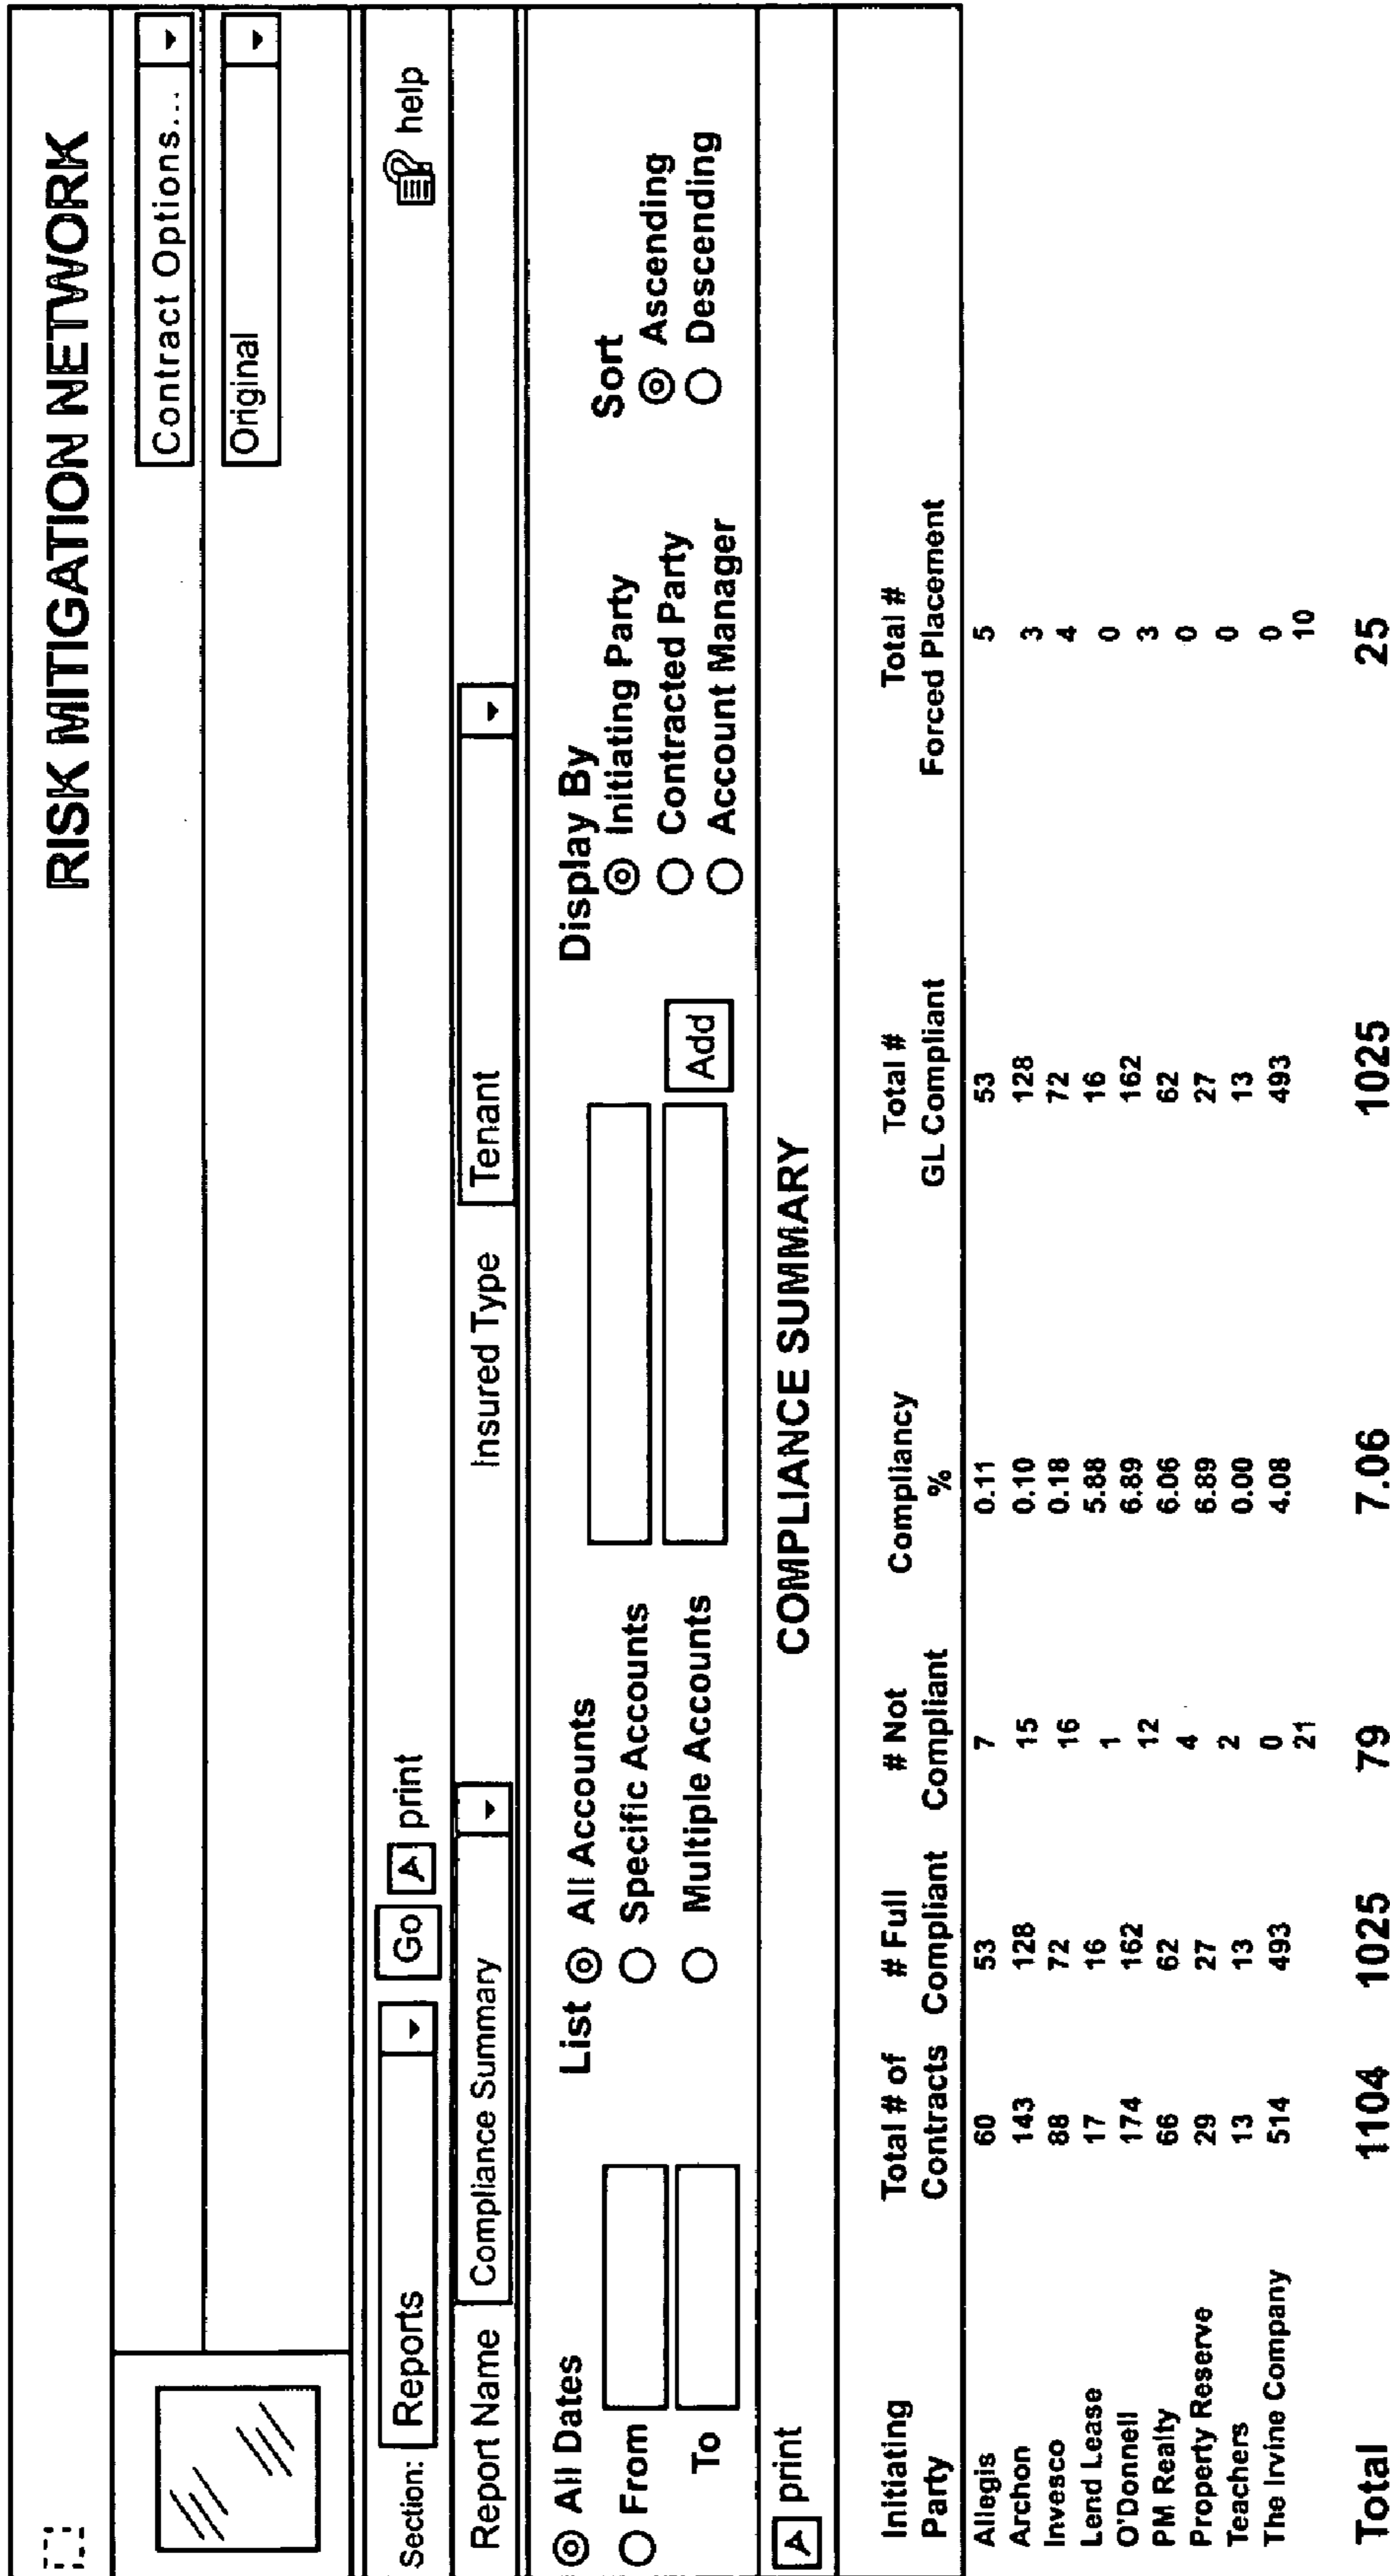 RISK MITIGATION NETWORK
Contract Options...
Original
Section: Reports Go print help
Report Name Compliance Summary Insured Type Tenant
All Dates List All Accounts Display By Sort
From Specific Accounts Initiating Party Ascending
To Multiple Accounts Add Contracted Party Descending
Account Manager
print COMPLIANCE SUMMARY
Initiating Total # of # Full # Not Compliancy Total # Total #
Party Contracts Compliant Compliant % GL Compliant Forced Placement
Allegis 60 53 7 0.11 53 5
Archon 143 128 15 0.10 128 3
Invesco 88 72 16 0.18 72 4
Lend Lease 17 16 1 5.88 16 0
O'Donnell 174 162 12 6.89 162 3
PM Realty 66 62 4 6.06 62 0
Property Reserve 29 27 2 6.89 27 0
Teachers 13 13 0 0.00 13 0
The Irvine Company 514 493 21 4.08 493 10
Total 1104 1025 79 7.06 1025 25